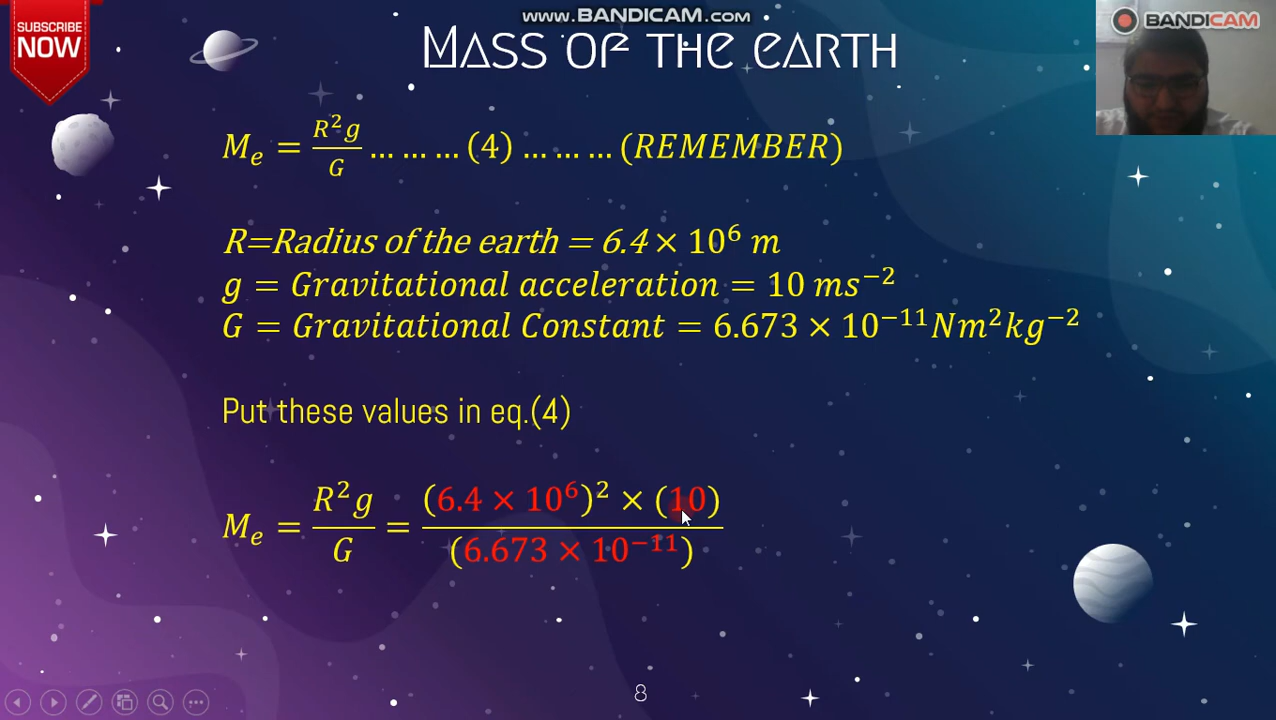 www.BANDICAM.com
SUBSCRIBE
NOW
BANDICAM
MASS OF THE EARTH
Mₑ = R²g/G ... ... ... (4) ... ... ... (REMEMBER)
R=Radius of the earth = 6.4 × 10⁶ m
g = Gravitational acceleration = 10 ms⁻²
G = Gravitational Constant = 6.673 × 10⁻¹¹Nm²kg⁻²
Put these values in eq.(4)
Mₑ = R²g/G = (6.4 × 10⁶)² × (10)/(6.673 × 10⁻¹¹)
8